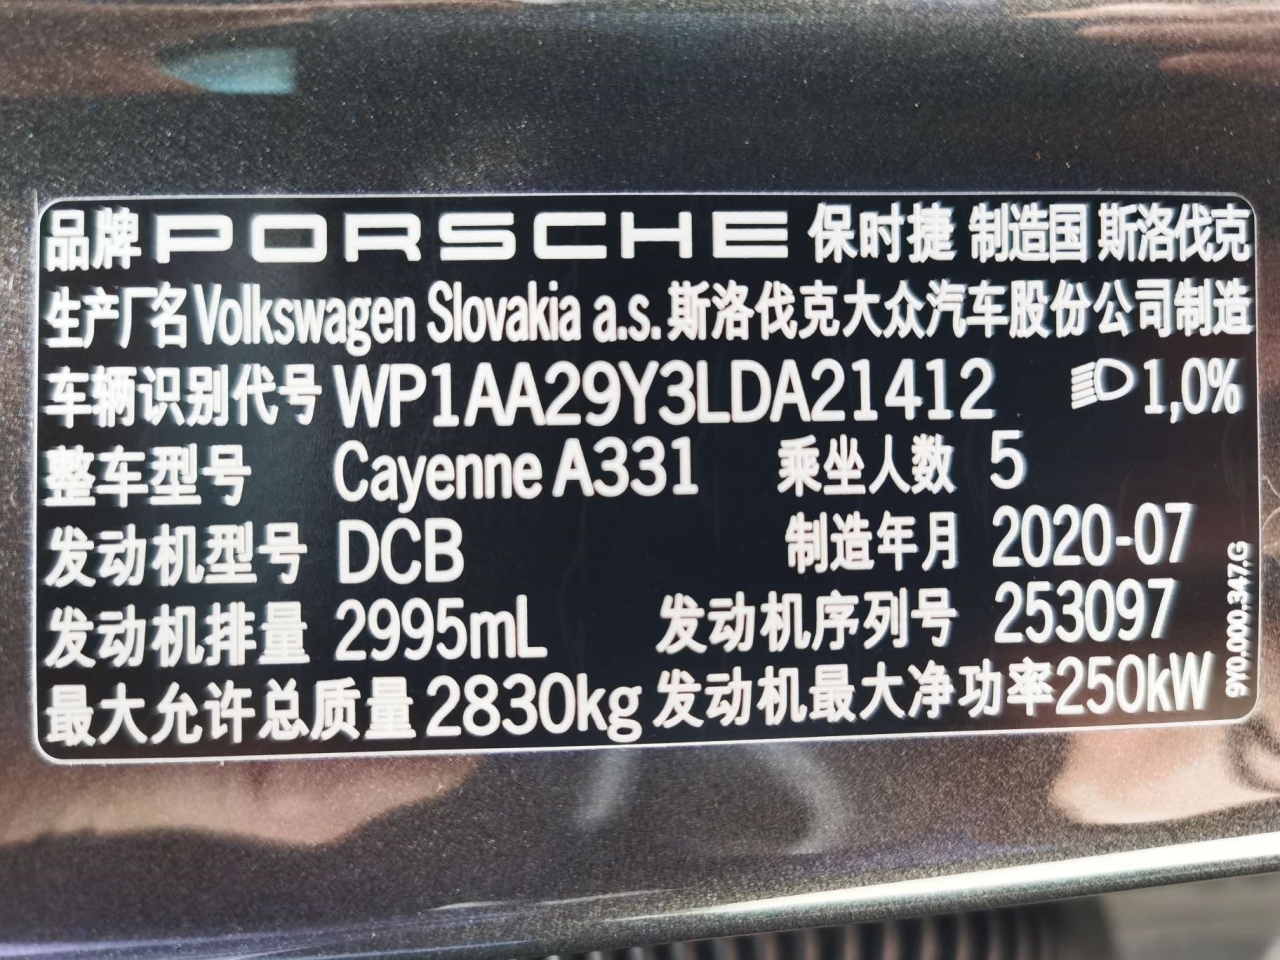 品牌 PORSCHE 保时捷 制造国 斯洛伐克
生产厂名 Volkswagen Slovakia a.s. 斯洛伐克大众汽车股份公司制造
车辆识别代号 WP1AA29Y3LDA21412 1,0%
整车型号 Cayenne A331 乘坐人数 5
发动机型号 DCB 制造年月 2020-07
发动机排量 2995mL 发动机序列号 253097
最大允许总质量 2830kg 发动机最大净功率 250kW
9Y0.000.347.G